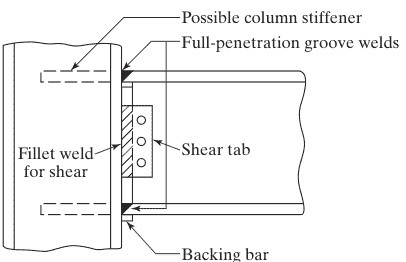 Possible column stiffener
Full-penetration groove welds
Fillet weld
for shear
Shear tab
Backing bar